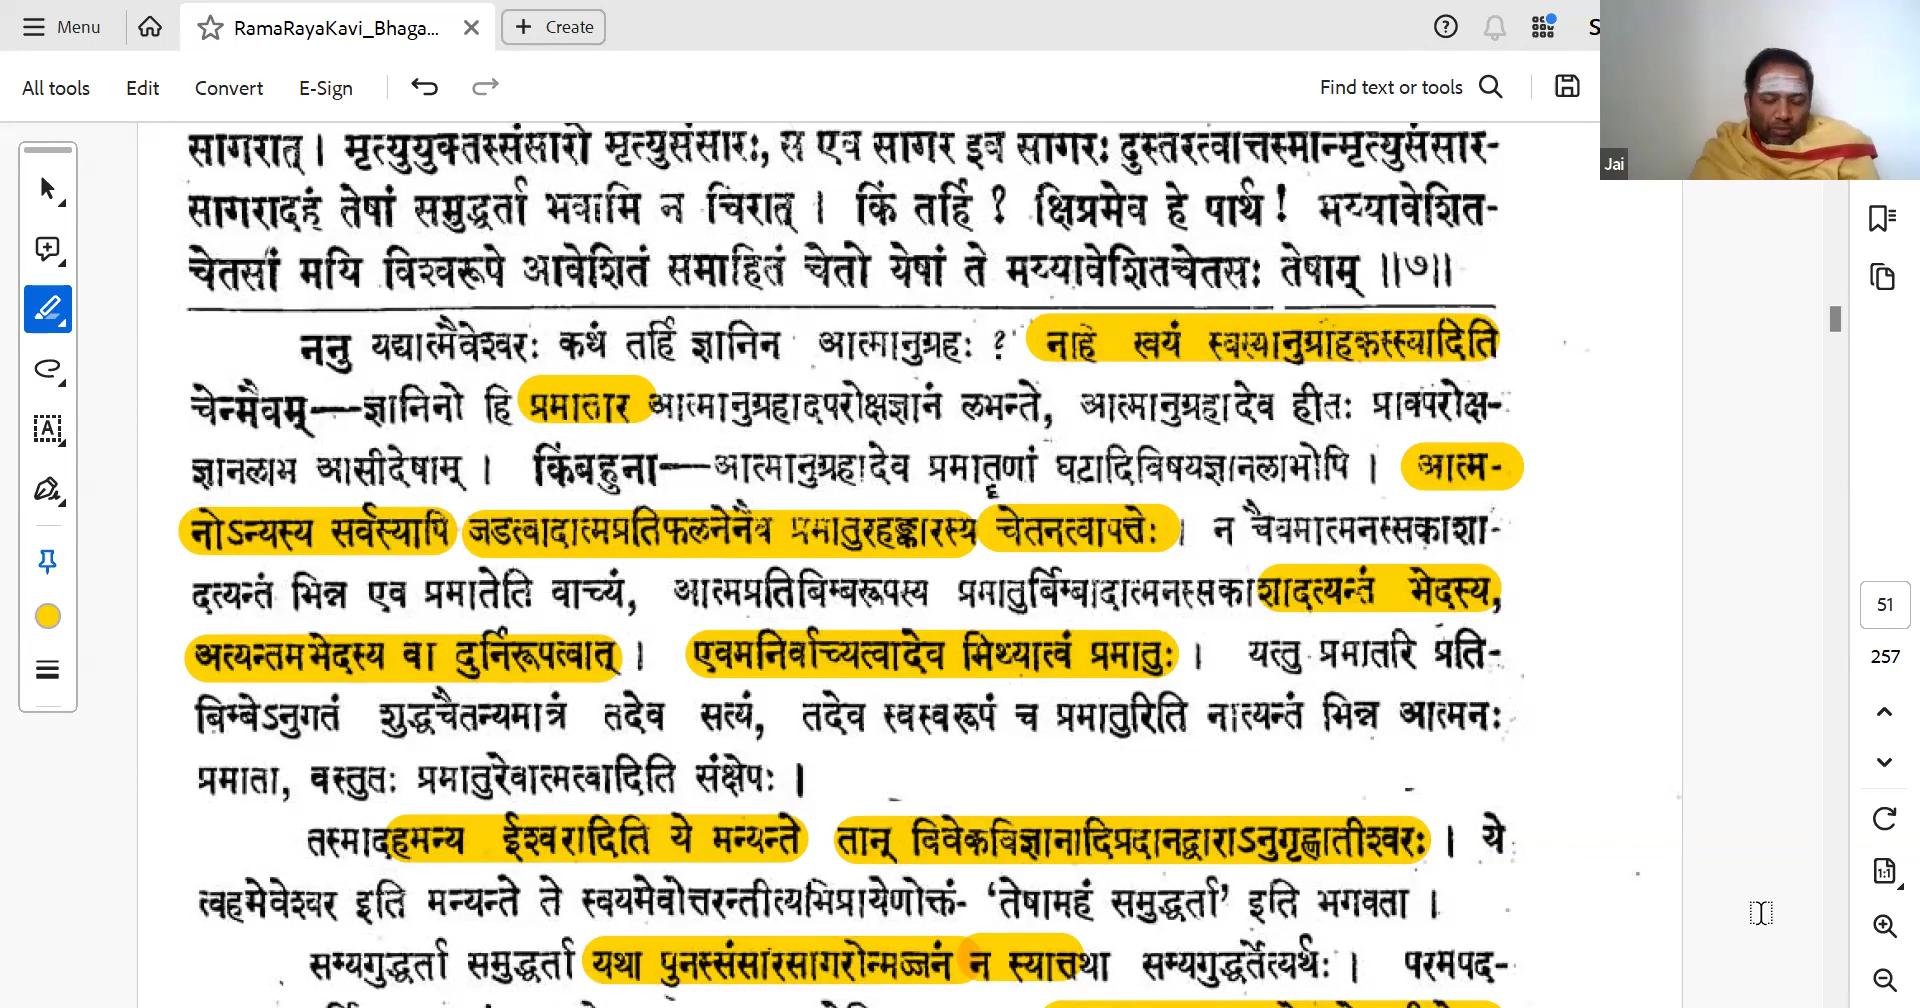 Menu
RamaRayaKavi_Bhaga...
Create
All tools
Edit
Convert
E-Sign
Find text or tools
Jai
सागरात् । मृत्युयुक्तस्संसारो मृत्युसंसारः, स एव सागर इव सागरः दुस्तरत्वात्तस्मान्मृत्युसंसार-
सागरादहं तेषां समुद्धर्ता भवामि न चिरात् । किं तर्हि ? क्षिप्रमेव हे पार्थ ! मय्यावेशित-
चेतसां मयि विश्वरूपे आवेशितं समाहितं चेतो येषां ते मय्यावेशितचेतसः तेषाम् ॥७॥
ननु यद्यात्मैवेश्वरः कथं तर्हि ज्ञानिन आत्मानुग्रहः ? नहि स्वयं स्वस्यानुग्राहकस्स्यादिति
चेन्मैवम्—ज्ञानिनो हि प्रमातार आत्मानुग्रहादपरोक्षज्ञानं लभन्ते, आत्मानुग्रहादेव हीतः प्राक्परोक्ष-
ज्ञानलाभ आसीदेषाम् । किंबहुना—आत्मानुग्रहादेव प्रमातॄणां घटादिविषयज्ञानलाभोपि । आत्म-
नोऽन्यस्य सर्वस्यापि जडत्वादात्मप्रतिफलनेनैव प्रमातुरहङ्कारस्य चेतनत्वापत्तेः । न चैवमात्मनस्सकाशा-
दत्यन्तं भिन्न एव प्रमातेति वाच्यं, आत्मप्रतिबिम्बरूपस्य प्रमातुर्बिम्बादात्मनस्सकाशादत्यन्तं भेदस्य,
अत्यन्तमभेदस्य वा दुर्निरूपत्वात् । एवमनिर्वाच्यत्वादेव मिथ्यात्वं प्रमातुः । यत्तु प्रमातरि प्रति-
बिम्बेऽनुगतं शुद्धचैतन्यमात्रं तदेव सत्यं, तदेव स्वस्वरूपं च प्रमातुरिति नात्यन्तं भिन्न आत्मनः
प्रमाता, वस्तुतः प्रमातुरेवात्मत्वादिति संक्षेपः ।
तस्मादहमन्य ईश्वरादिति ये मन्यन्ते तान् विवेकविज्ञानादिप्रदानद्वाराऽनुगृह्णातीश्वरः । ये
त्वहमेवेश्वर इति मन्यन्ते ते स्वयमेवोत्तरन्तीत्यभिप्रायेणोक्तं- ‘तेषामहं समुद्धर्ता’ इति भगवता ।
सम्यगुद्धर्ता समुद्धर्ता यथा पुनस्संसारसागरोन्मज्जनं न स्यात्तथा सम्यगुद्धर्तेत्यर्थः । परमपद-
51
257